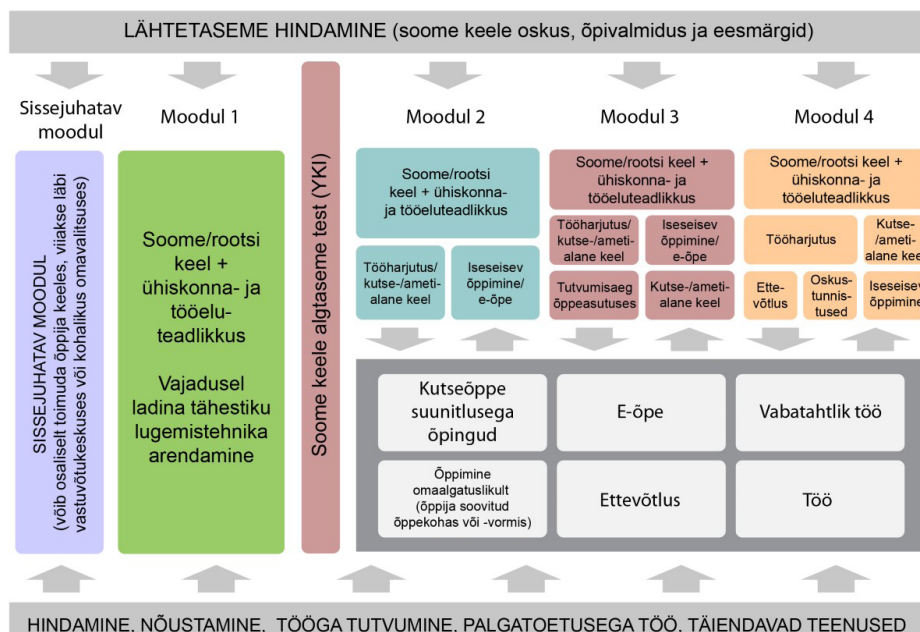 LÄHTETASEME HINDAMINE (soome keele oskus, õpivalmidus ja eesmärgid)
Sissejuhatav
moodul
Moodul 1
Moodul 2
Moodul 3
Moodul 4
SISSEJUHATAV MOODUL
(võib osaliselt toimuda õppija keeles, viiakse läbi
vastuvõtukeskuses või kohalikus omavalitsuses)
Soome/rootsi
keel +
ühiskonna- ja
tööelu-
teadlikkus
Vajadusel
ladina tähestiku
lugemistehnika
arendamine
Soome keele algtaseme test (YKI)
Soome/rootsi
keel + ühiskonna-
ja tööeluteadlikkus
Tööharjutus/
kutse-/ameti-
alane keel
Iseseisev
õppimine/
e-õpe
Soome/rootsi keel +
ühiskonna- ja
tööeluteadlikkus
Tööharjutus/
kutse-/ameti-
alane keel
Iseseisev
õppimine/
e-õpe
Tutvumisaeg
õppeasutuses
Kutse-/ameti-
alane keel
Soome/rootsi keel +
ühiskonna- ja
tööeluteadlikkus
Tööharjutus
Kutse-
/ameti-
alane keel
Ette-
võtlus
Oskus-
tunnis-
tused
Iseseisev
õppimine
Kutseõppe
suunitlusega
õpingud
E-õpe
Vabatahtlik töö
Õppimine
omaalgatuslikult
(õppija soovitud
õppekohas või -vormis)
Ettevõtlus
Töö
HINDAMINE, NÕUSTAMINE, TÖÖGA TUTVUMINE, PALGATOETUSEGA TÖÖ, TÄIENDAVAD TEENUSED